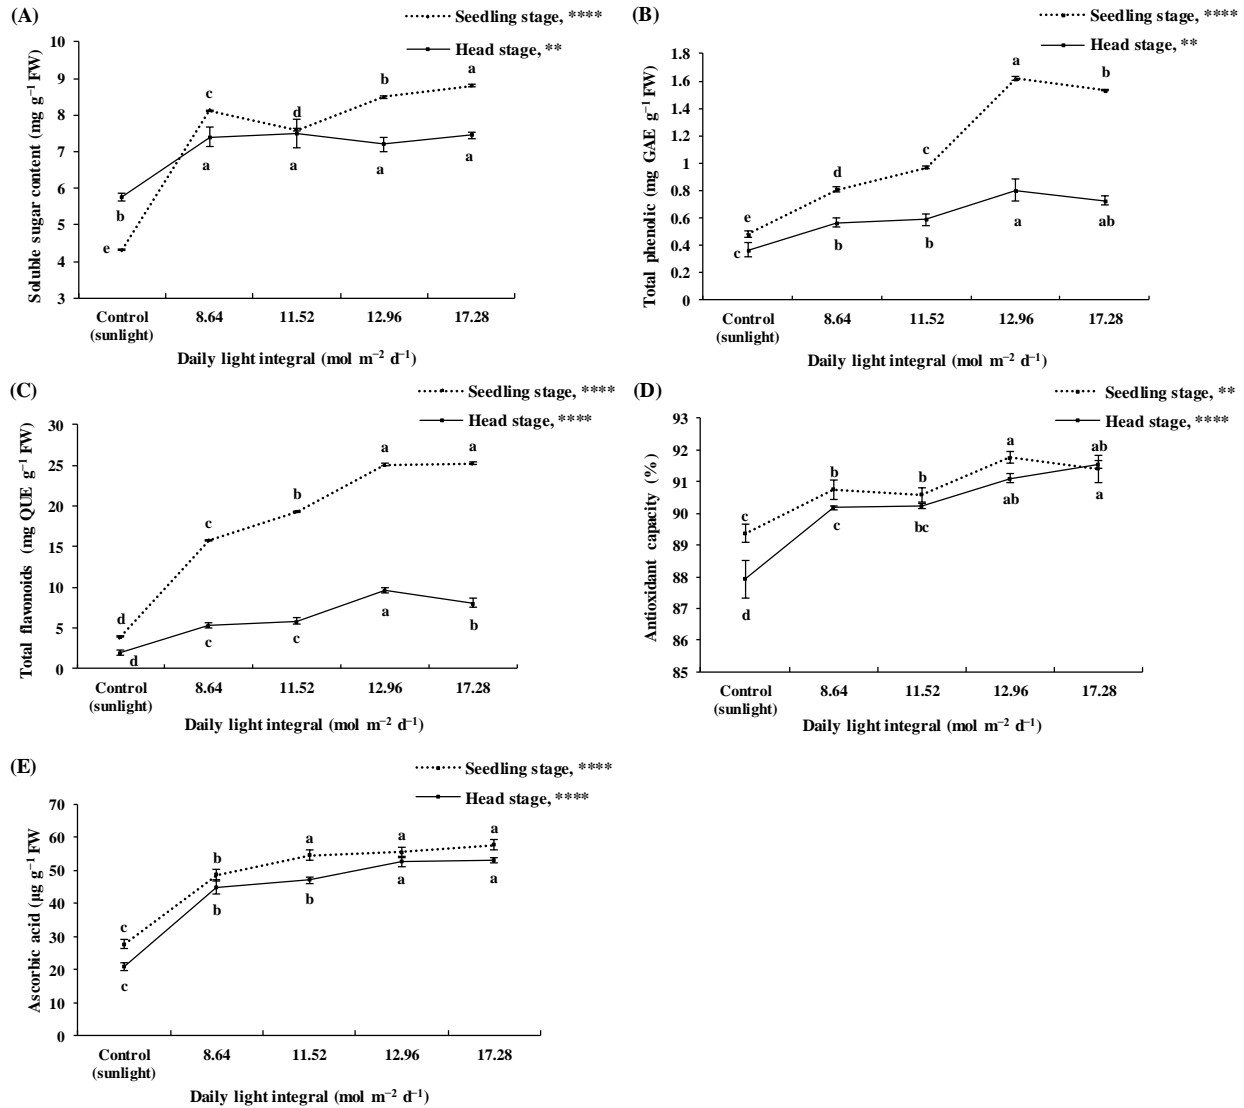 (A)
Seedling stage, ****
Head stage, **
Soluble sugar content (mg g⁻¹ FW)
10
9
8
7
6
5
4
3
e
c
d
b
a
b
a
a
a
a
Control
(sunlight)
8.64
11.52
12.96
17.28
Daily light integral (mol m⁻² d⁻¹)
(B)
Seedling stage, ****
Head stage, **
Total phenolic (mg GAE g⁻¹ FW)
1.8
1.6
1.4
1.2
1
0.8
0.6
0.4
0.2
0
e
d
c
a
b
c
b
b
a
ab
Control
(sunlight)
8.64
11.52
12.96
17.28
Daily light integral (mol m⁻² d⁻¹)
(C)
Seedling stage, ****
Head stage, ****
Total flavonoids (mg QUE g⁻¹ FW)
30
25
20
15
10
5
0
d
c
b
a
a
d
c
c
a
b
Control
(sunlight)
8.64
11.52
12.96
17.28
Daily light integral (mol m⁻² d⁻¹)
(D)
Seedling stage, **
Head stage, ****
Antioxidant capacity (%)
93
92
91
90
89
88
87
86
85
c
b
b
a
ab
d
c
bc
ab
a
Control
(sunlight)
8.64
11.52
12.96
17.28
Daily light integral (mol m⁻² d⁻¹)
(E)
Seedling stage, ****
Head stage, ****
Ascorbic acid (μg g⁻¹ FW)
70
60
50
40
30
20
10
0
c
b
a
a
a
c
b
b
a
a
Control
(sunlight)
8.64
11.52
12.96
17.28
Daily light integral (mol m⁻² d⁻¹)